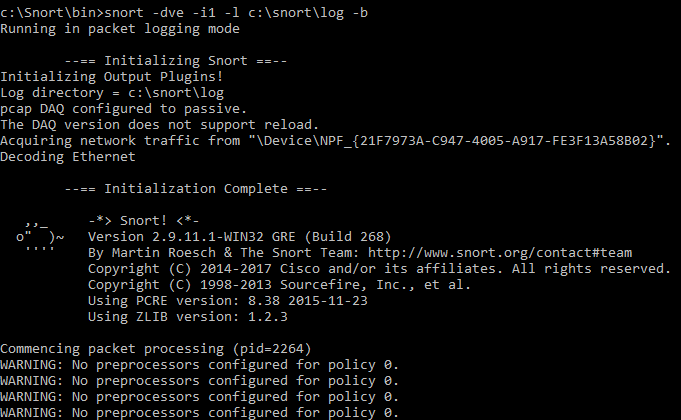 c:\Snort\bin>snort -dve -i1 -l c:\snort\log -b
Running in packet logging mode
--== Initializing Snort ==--
Initializing Output Plugins!
Log directory = c:\snort\log
pcap DAQ configured to passive.
The DAQ version does not support reload.
Acquiring network traffic from "\Device\NPF_{21F7973A-C947-4005-A917-FE3F13A58B02}".
Decoding Ethernet
--== Initialization Complete ==--
,,_     -*> Snort! <*-
o"  )~   Version 2.9.11.1-WIN32 GRE (Build 268)
''''    By Martin Roesch & The Snort Team: http://www.snort.org/contact#team
Copyright (C) 2014-2017 Cisco and/or its affiliates. All rights reserved.
Copyright (C) 1998-2013 Sourcefire, Inc., et al.
Using PCRE version: 8.38 2015-11-23
Using ZLIB version: 1.2.3
Commencing packet processing (pid=2264)
WARNING: No preprocessors configured for policy 0.
WARNING: No preprocessors configured for policy 0.
WARNING: No preprocessors configured for policy 0.
WARNING: No preprocessors configured for policy 0.